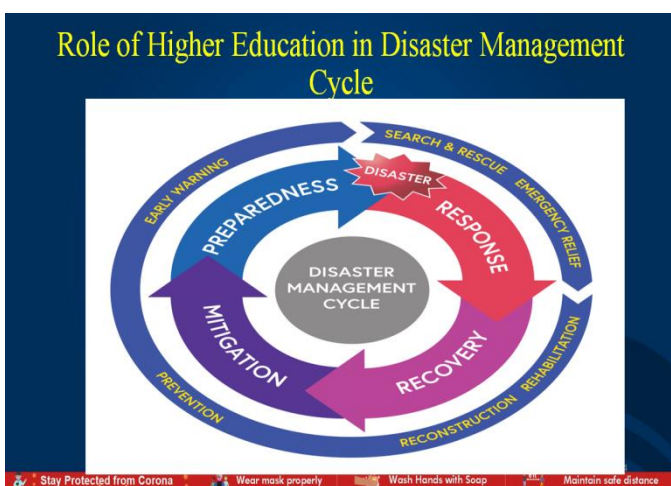 Role of Higher Education in Disaster Management
Cycle
EARLY WARNING
SEARCH & RESCUE
EMERGENCY RELIEF
PREPAREDNESS
DISASTER
RESPONSE
DISASTER
MANAGEMENT
CYCLE
MITIGATION
RECOVERY
PREVENTION
RECONSTRUCTION
REHABILITATION
Stay Protected from Corona
Wear mask properly
Wash Hands with Soap
Maintain safe distance